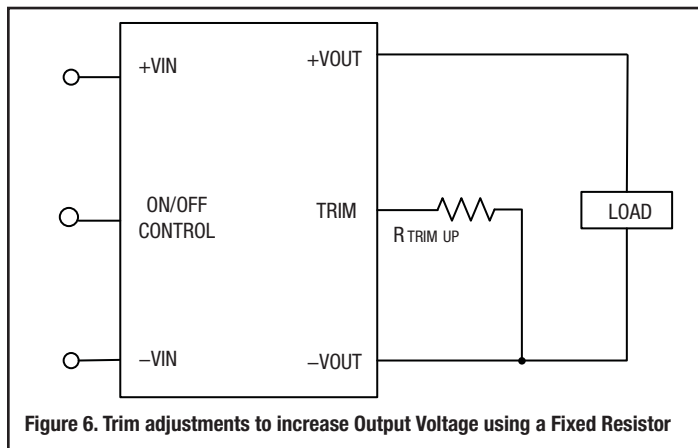 +VIN
+VOUT
ON/OFF
CONTROL
TRIM
R TRIM UP
LOAD
–VIN
–VOUT
Figure 6. Trim adjustments to increase Output Voltage using a Fixed Resistor